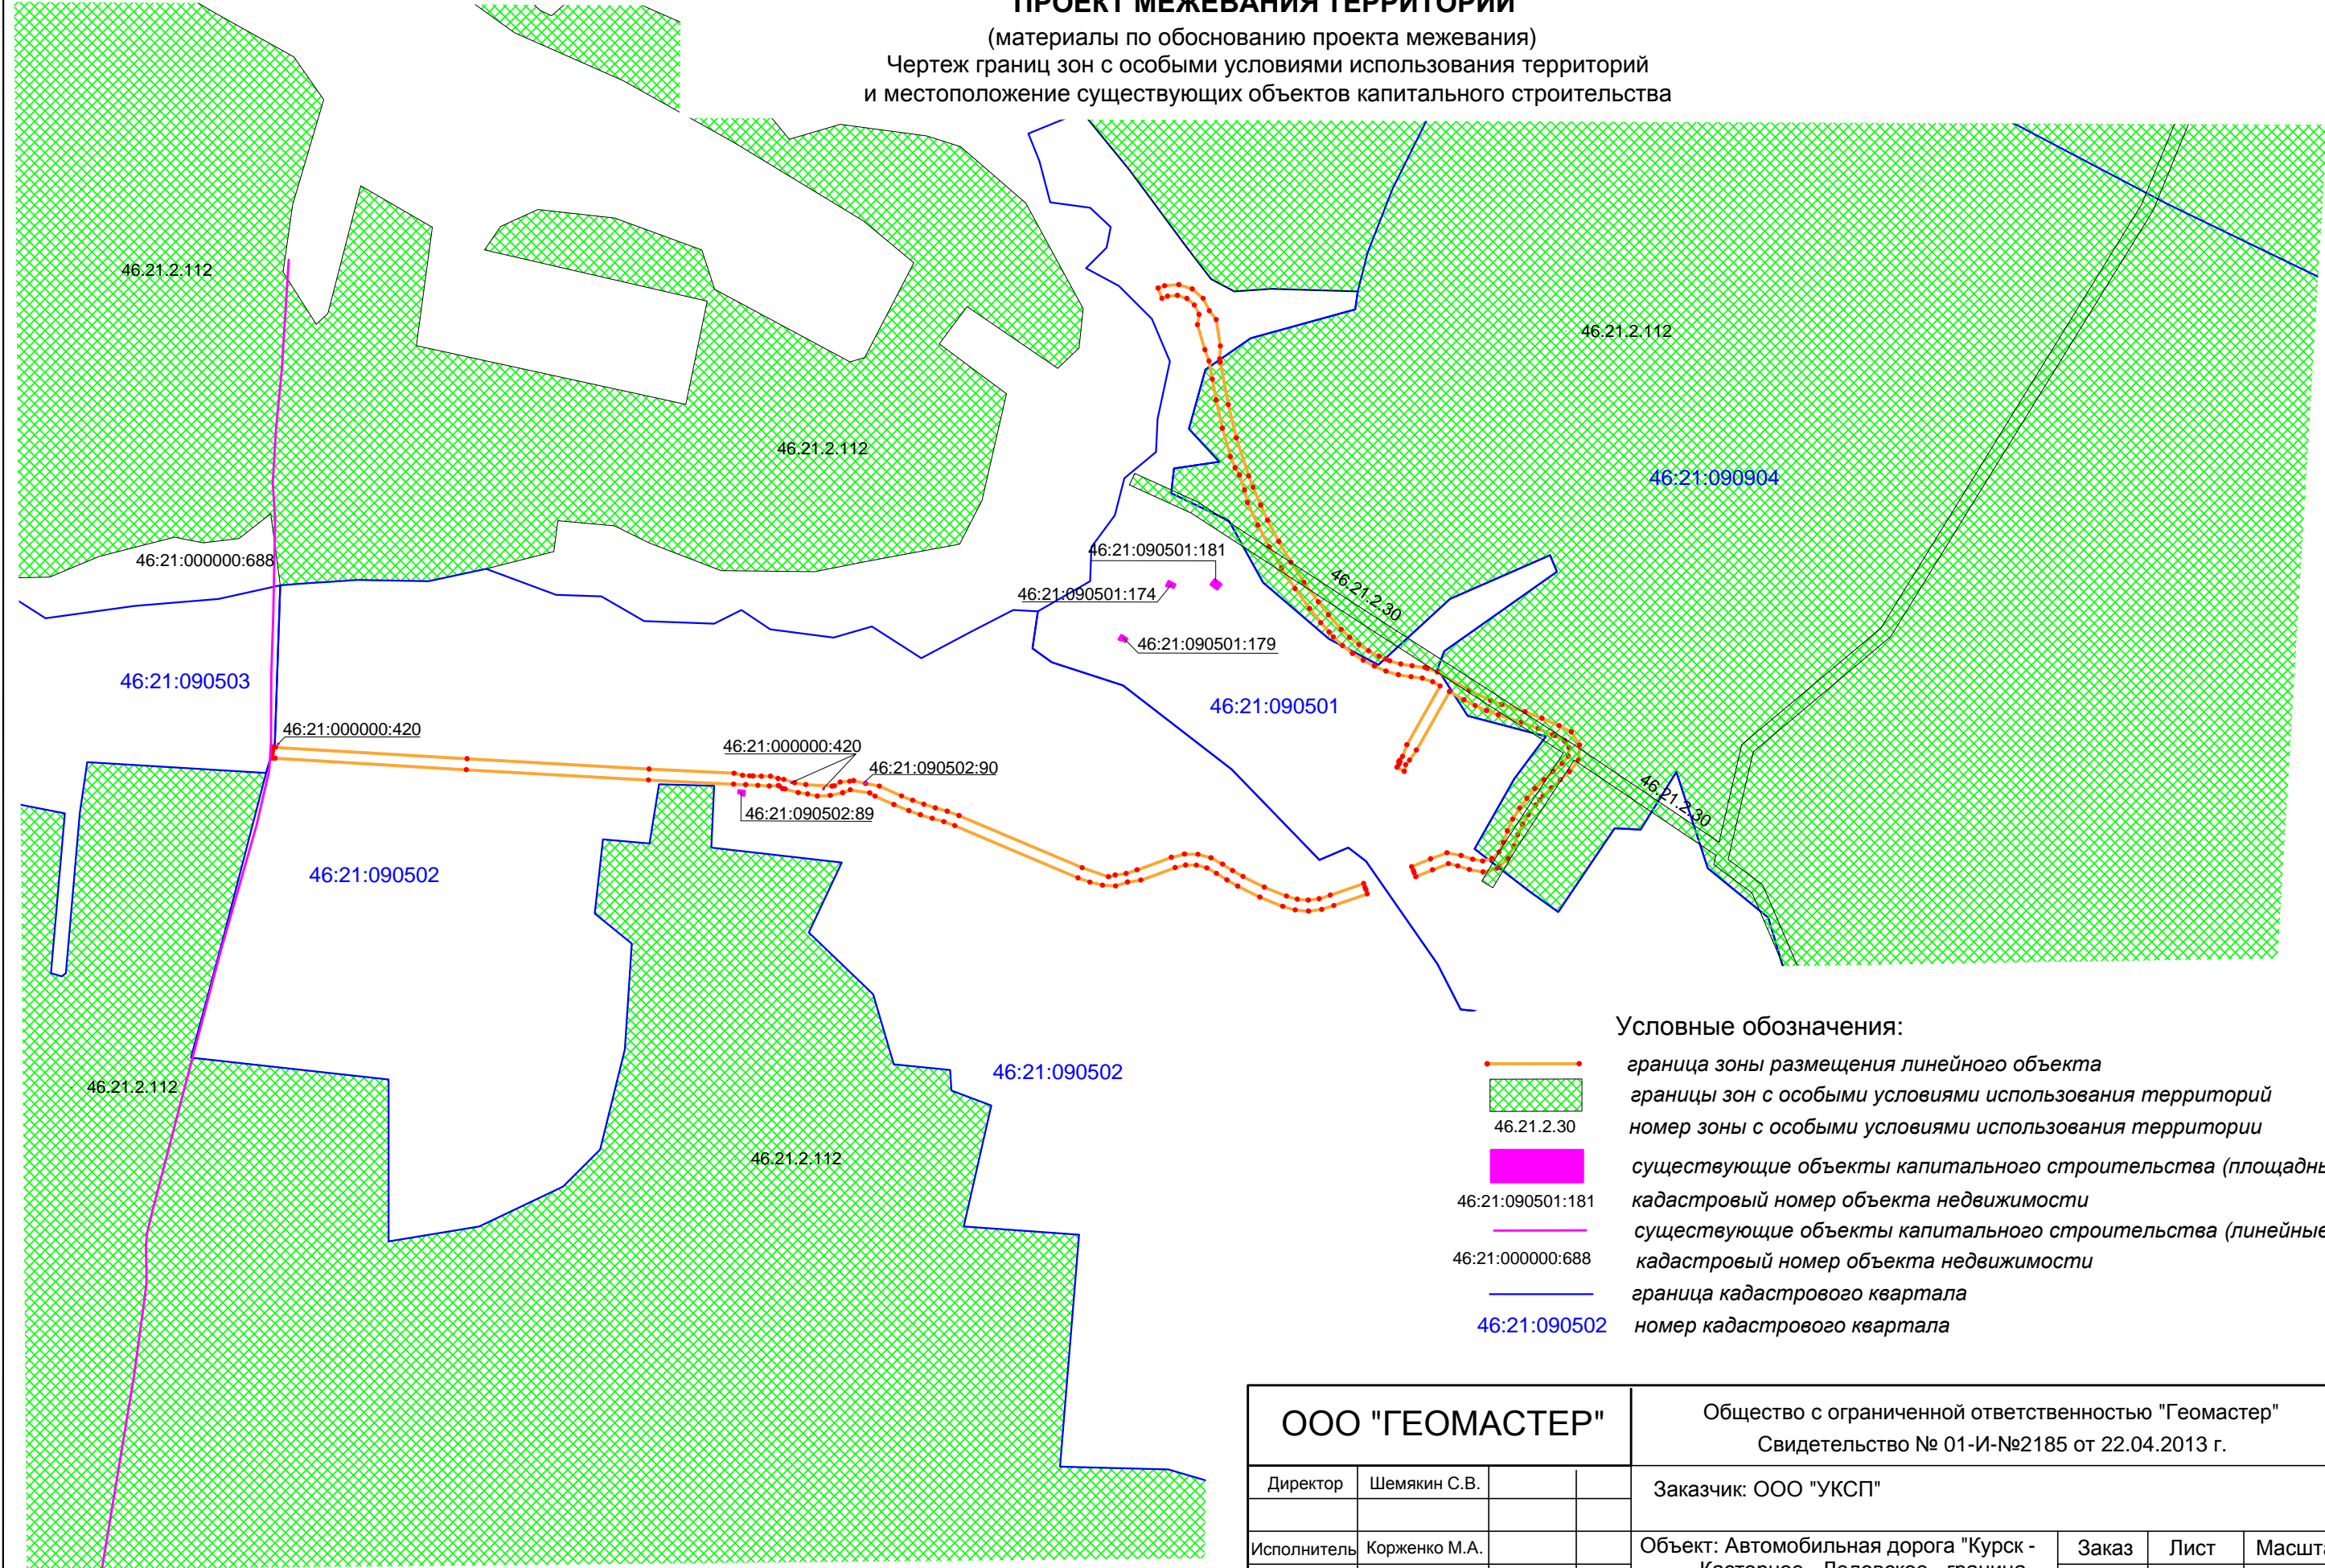 ПРОЕКТ МЕЖЕВАНИЯ ТЕРРИТОРИИ
(материалы по обоснованию проекта межевания)
Чертеж границ зон с особыми условиями использования территорий
и местоположение существующих объектов капитального строительства
46.21.2.112
46.21.2.112
46.21.2.112
46:21:090904
46:21:000000:688
46:21:090501:181
46:21:090501:174
46.21.2.30
46:21:090501:179
46:21:090503
46:21:090501
46:21:000000:420
46:21:000000:420
46:21:090502:90
46:21:090502:89
46.21.2.30
46:21:090502
46:21:090502
46.21.2.112
46.21.2.112
Условные обозначения:
граница зоны размещения линейного объекта
границы зон с особыми условиями использования территорий
46.21.2.30 номер зоны с особыми условиями использования территории
существующие объекты капитального строительства (площадны
46:21:090501:181 кадастровый номер объекта недвижимости
существующие объекты капитального строительства (линейные
46:21:000000:688 кадастровый номер объекта недвижимости
граница кадастрового квартала
46:21:090502 номер кадастрового квартала
ООО "ГЕОМАСТЕР"
Общество с ограниченной ответственностью "Геомастер"
Свидетельство № 01-И-№2185 от 22.04.2013 г.
Директор Шемякин С.В.
Заказчик: ООО "УКСП"
Исполнитель Корженко М.А.
Объект: Автомобильная дорога "Курск -
Касторное - Ледовское - граница
Заказ Лист Масшта